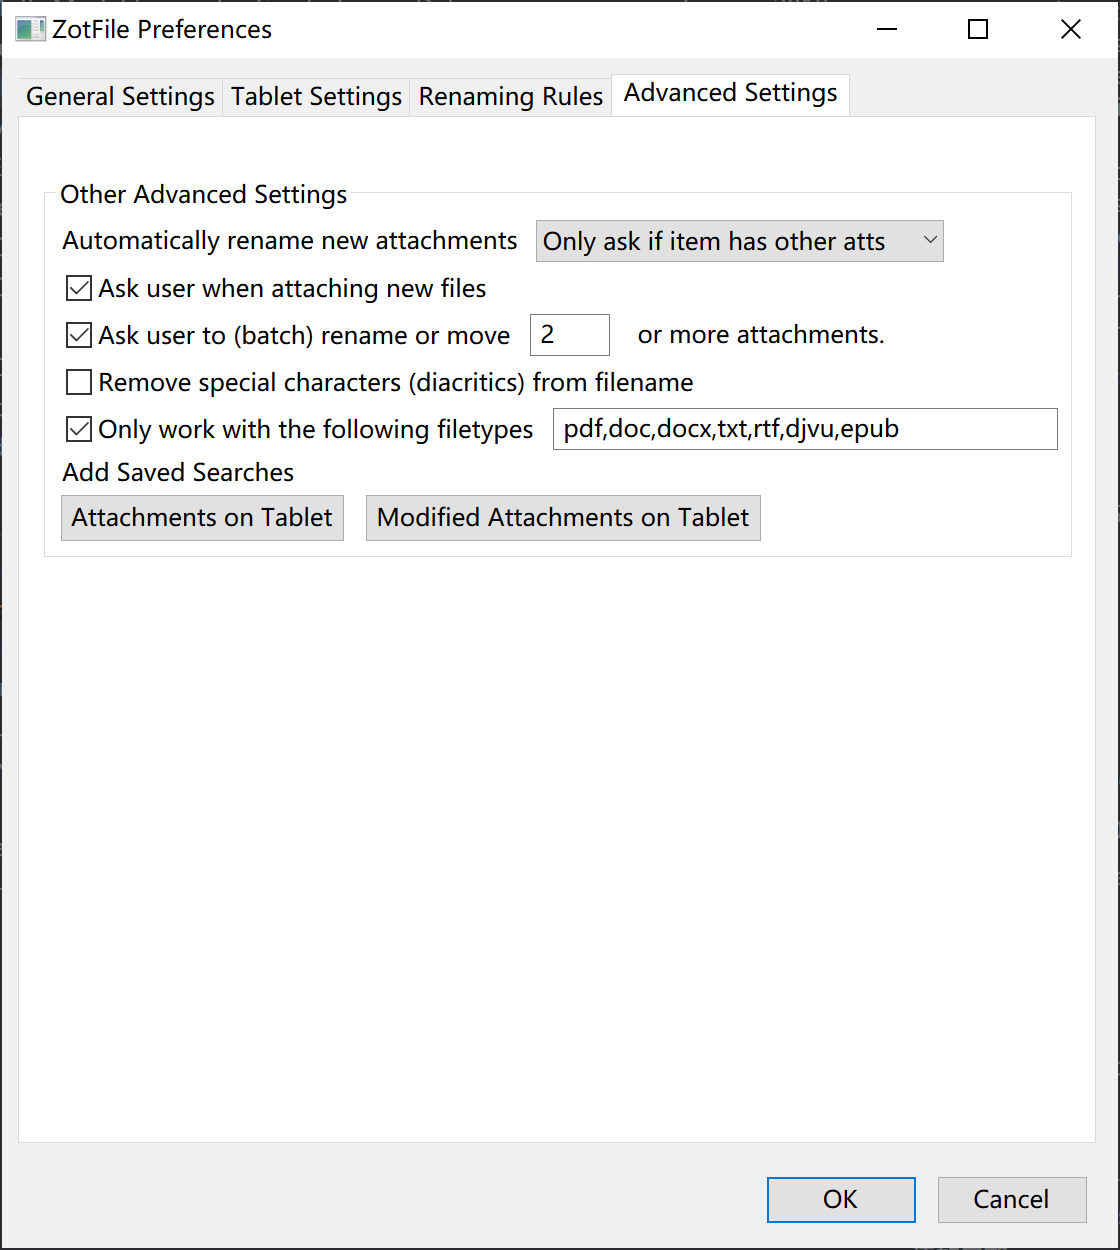 ZotFile Preferences
General Settings Tablet Settings Renaming Rules Advanced Settings
Other Advanced Settings
Automatically rename new attachments Only ask if item has other atts
Ask user when attaching new files
Ask user to (batch) rename or move 2 or more attachments.
Remove special characters (diacritics) from filename
Only work with the following filetypes pdf,doc,docx,txt,rtf,djvu,epub
Add Saved Searches
Attachments on Tablet Modified Attachments on Tablet
OK Cancel